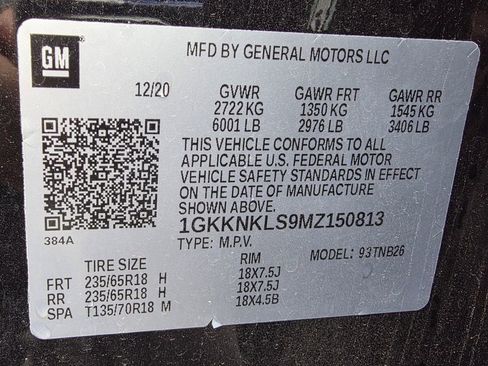 GM
MFD BY GENERAL MOTORS LLC
12/20 GVWR GAWR FRT GAWR RR
2722 KG 1350 KG 1545 KG
6001 LB 2976 LB 3406 LB
THIS VEHICLE CONFORMS TO ALL
APPLICABLE U.S. FEDERAL MOTOR
VEHICLE SAFETY STANDARDS IN EFFECT
ON THE DATE OF MANUFACTURE
SHOWN ABOVE.
384A
1GKKNKLS9MZ150813
TYPE: M.P.V. 93TNB26
TIRE SIZE RIM
FRT 235/65R18 H 18X7.5J
RR 235/65R18 H 18X7.5J
SPA T135/70R18 M 18X4.5B